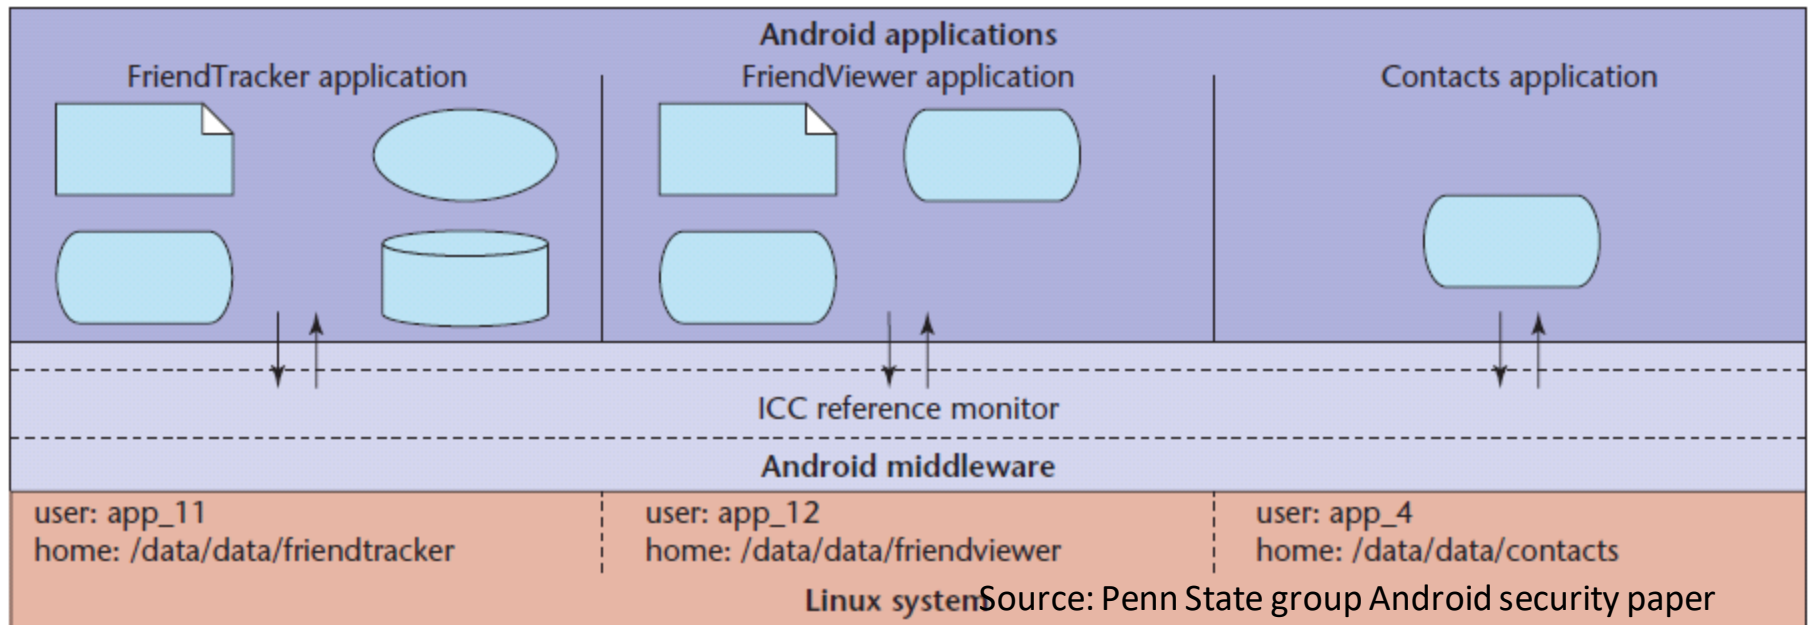 Android applications
FriendTracker application
FriendViewer application
Contacts application
ICC reference monitor
Android middleware
user: app_11
home: /data/data/friendtracker
user: app_12
home: /data/data/friendviewer
user: app_4
home: /data/data/contacts
Linux system
Source: Penn State group Android security paper